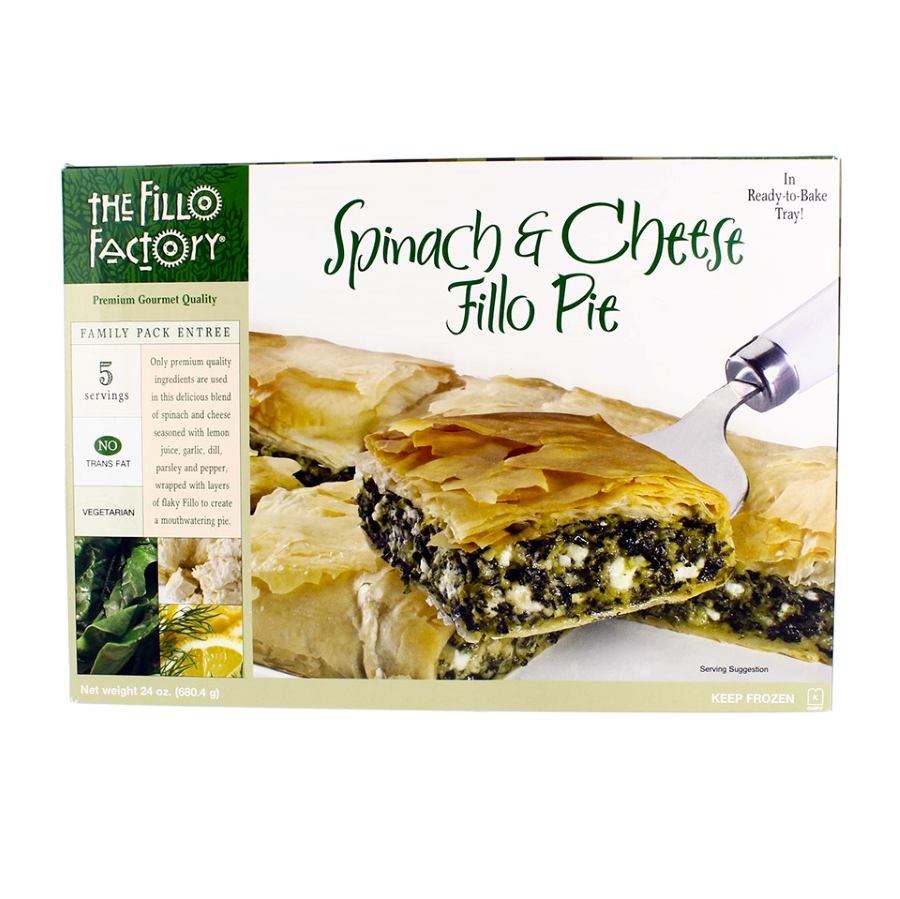 THE FILLO
FACTORY®
Premium Gourmet Quality
FAMILY PACK ENTREE
5
servings
NO
TRANS FAT
VEGETARIAN
Only premium quality
ingredients are used
in this delicious blend
of spinach and cheese
seasoned with lemon
juice, garlic, dill,
parsley and pepper,
wrapped with layers
of flaky Fillo to create
a mouthwatering pie.
Spinach & Cheese
Fillo Pie
In
Ready-to-Bake
Tray!
Serving Suggestion
Net weight 24 oz. (680.4 g)
KEEP FROZEN
K